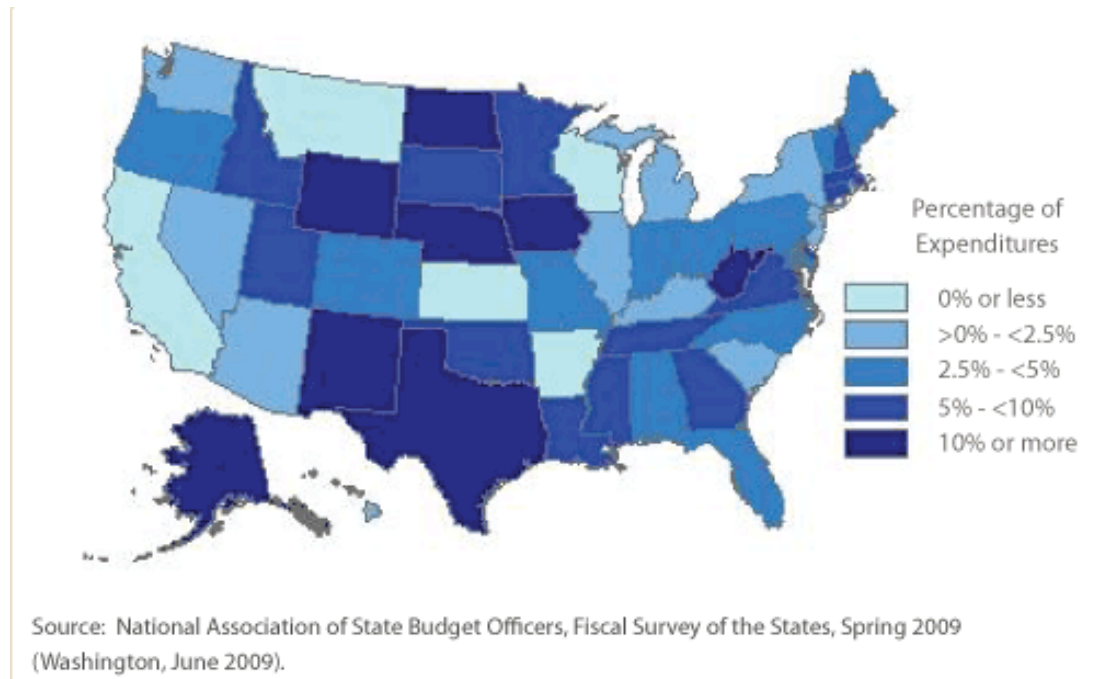 Percentage of
Expenditures
0% or less
>0% - <2.5%
2.5% - <5%
5% - <10%
10% or more
Source:  National Association of State Budget Officers, Fiscal Survey of the States, Spring 2009
(Washington, June 2009).